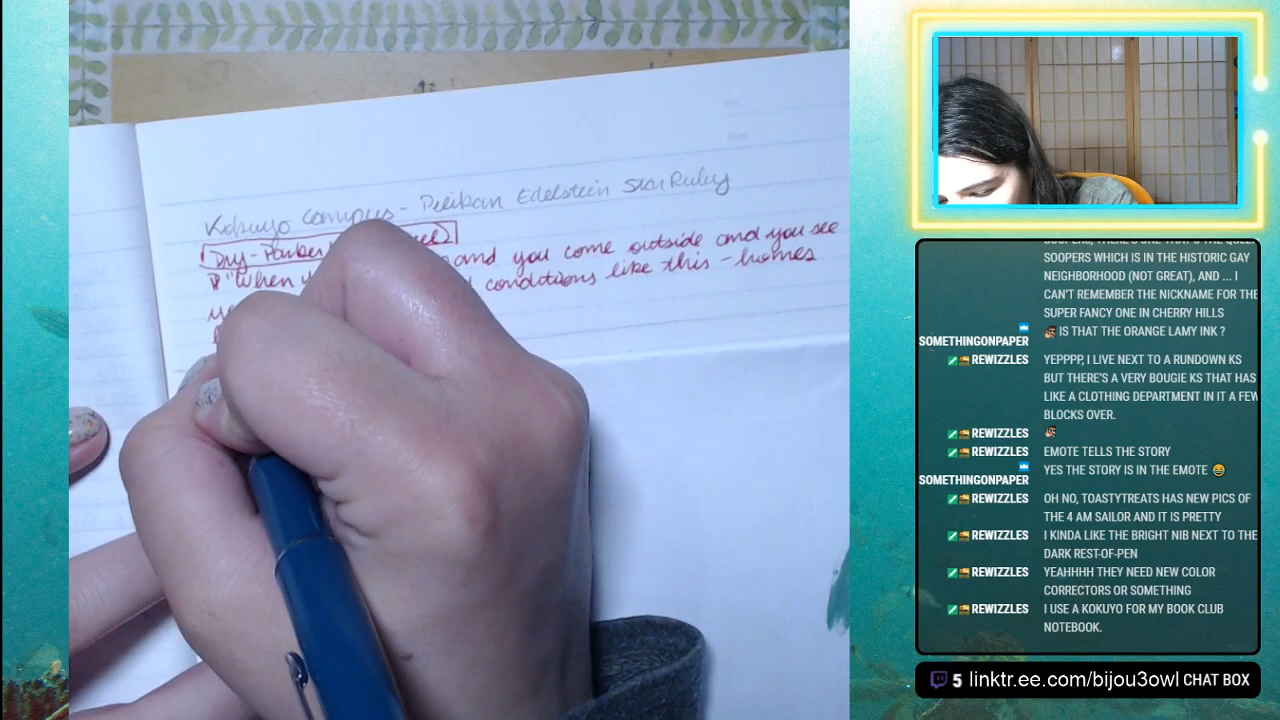 Kokuyo Campus - Pelikan Edelstein Star Ruby
Dry - Parker
"When and you come outside and you see
conditions like this - homes
SOOPERS, THERE'S ONE THAT'S THE QUEEN
SOOPERS WHICH IS IN THE HISTORIC GAY
NEIGHBORHOOD (NOT GREAT), AND ... I
CAN'T REMEMBER THE NICKNAME FOR THE
SUPER FANCY ONE IN CHERRY HILLS
SOMETHINGONPAPER IS THAT THE ORANGE LAMY INK ?
REWIZZLES YEPPPP, I LIVE NEXT TO A RUNDOWN KS
BUT THERE'S A VERY BOUGIE KS THAT HAS
LIKE A CLOTHING DEPARTMENT IN IT A FEW
BLOCKS OVER.
REWIZZLES
REWIZZLES EMOTE TELLS THE STORY
SOMETHINGONPAPER YES THE STORY IS IN THE EMOTE
REWIZZLES OH NO, TOASTYTREATS HAS NEW PICS OF
THE 4 AM SAILOR AND IT IS PRETTY
REWIZZLES I KINDA LIKE THE BRIGHT NIB NEXT TO THE
DARK REST-OF-PEN
REWIZZLES YEAHHHH THEY NEED NEW COLOR
CORRECTORS OR SOMETHING
REWIZZLES I USE A KOKUYO FOR MY BOOK CLUB
NOTEBOOK.
5 linktr.ee.com/bijou3owl CHAT BOX